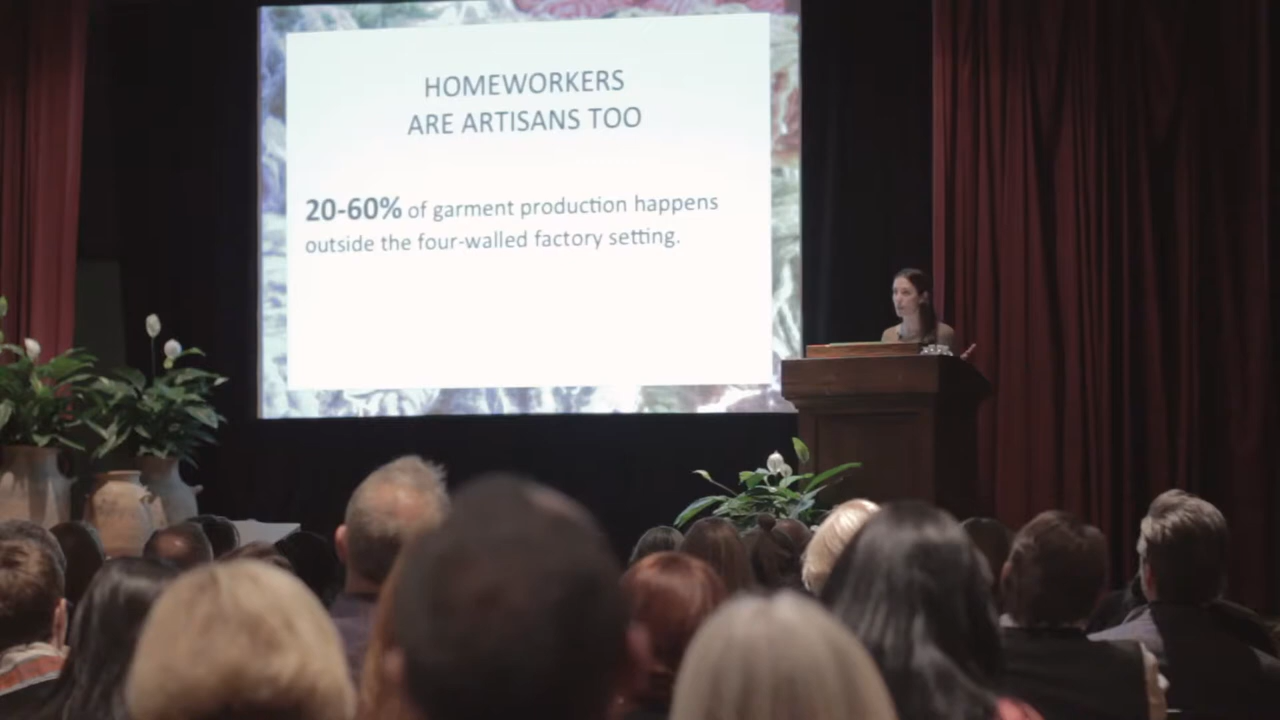 HOMEWORKERS
ARE ARTISANS TOO
20-60% of garment production happens
outside the four-walled factory setting.